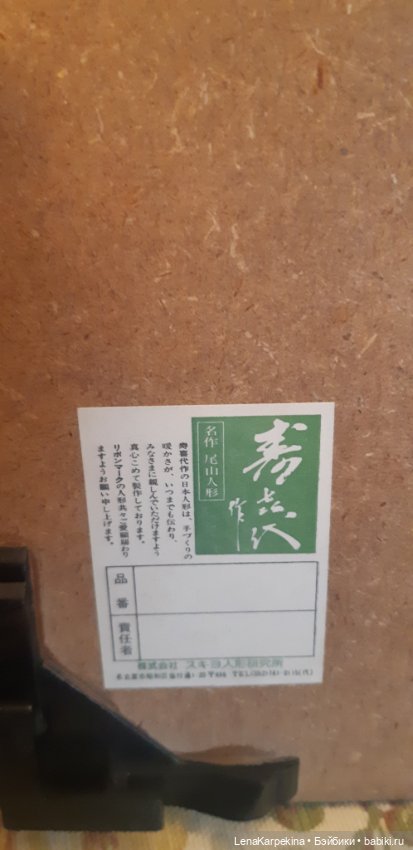 寿喜代
作
名作 尾山人形
寿喜代作の日本人形は、手づくりの
暖かさが、いつまでも伝わり、
みなさまに親しんでいただけますよう
真心こめて製作しております。
リボンマークの人形共々ご愛顧賜わり
ますようお願い申し上げます。
品番
責任者
株式会社 スキヨ人形研究所
LenaKarpekina • Бэйбики • babiki.ru